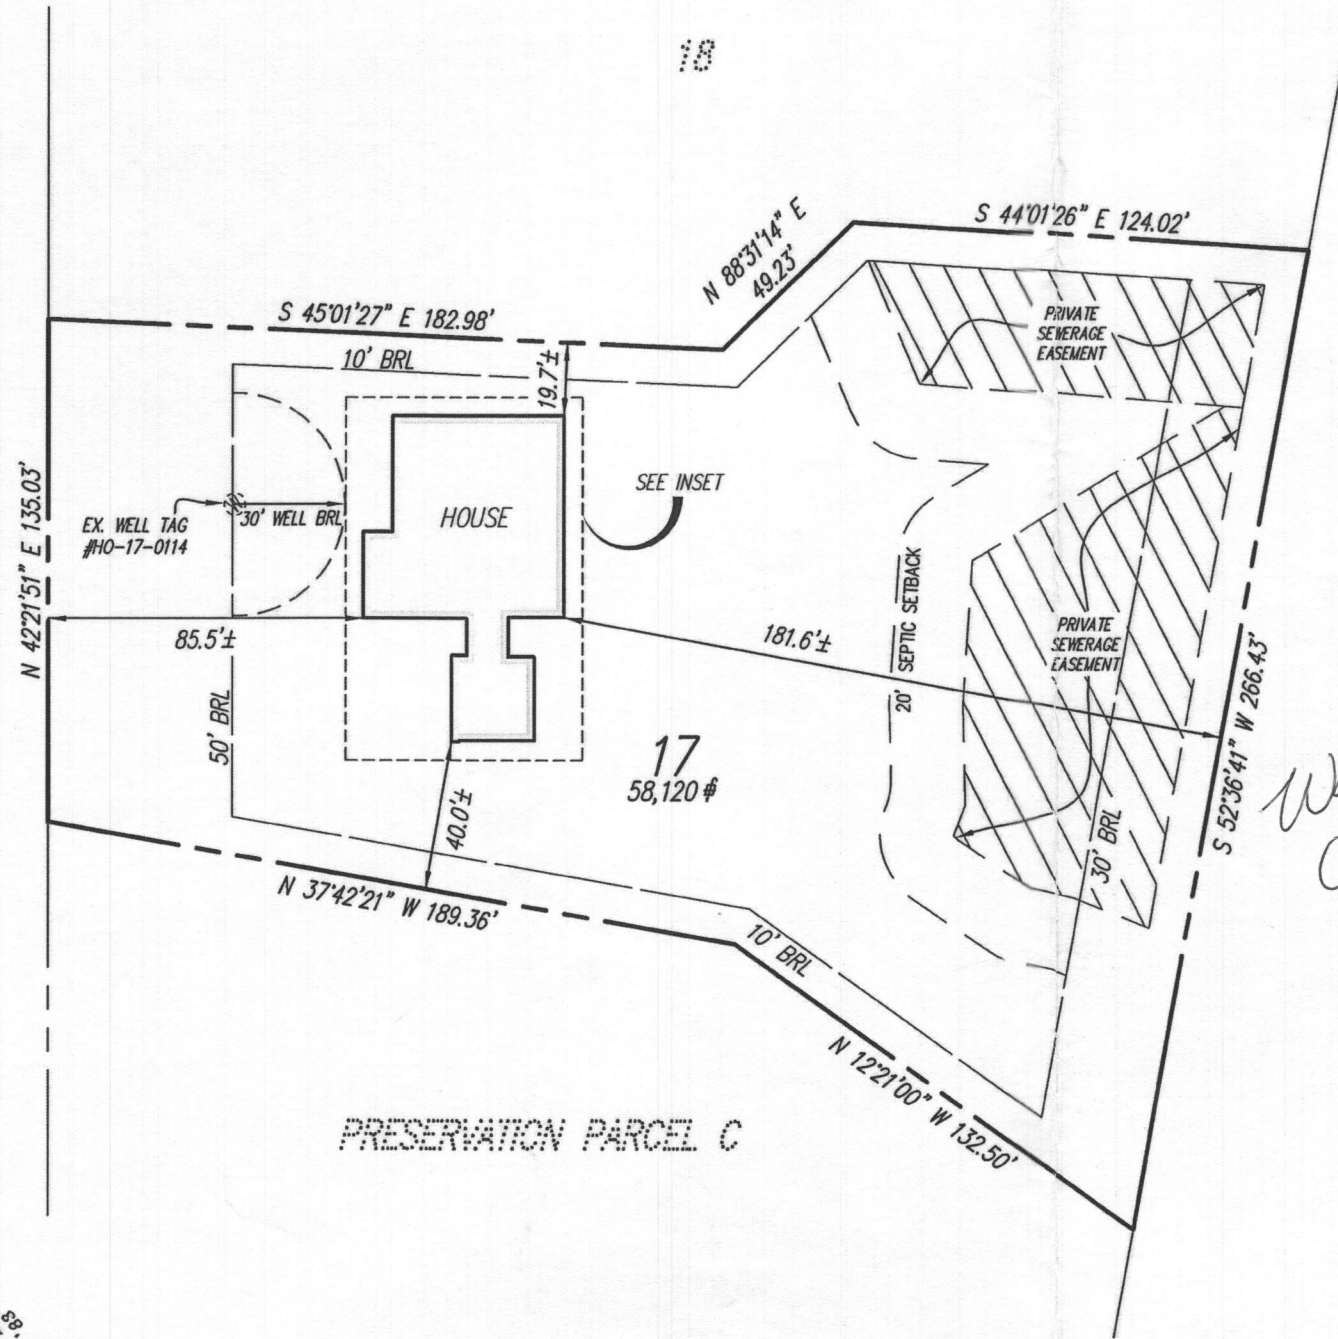 18
S 44°01'26" E 124.02'
N 88°31'14" E
49.23'
PRIVATE
SEWERAGE
EASEMENT
S 45°01'27" E 182.98'
10' BRL
19.7'±
N 42°21'51" E 135.03'
SEE INSET
EX. WELL TAG
#HO-17-0114
30' WELL BRL
HOUSE
20' SEPTIC SETBACK
PRIVATE
SEWERAGE
EASEMENT
85.5'±
181.6'±
50' BRL
S 52°36'41" W 266.43'
17
58,120 ⌗
40.0'±
30' BRL
N 37°42'21" W 189.36'
10' BRL
N 12°21'00" W 132.50'
PRESERVATION PARCEL C